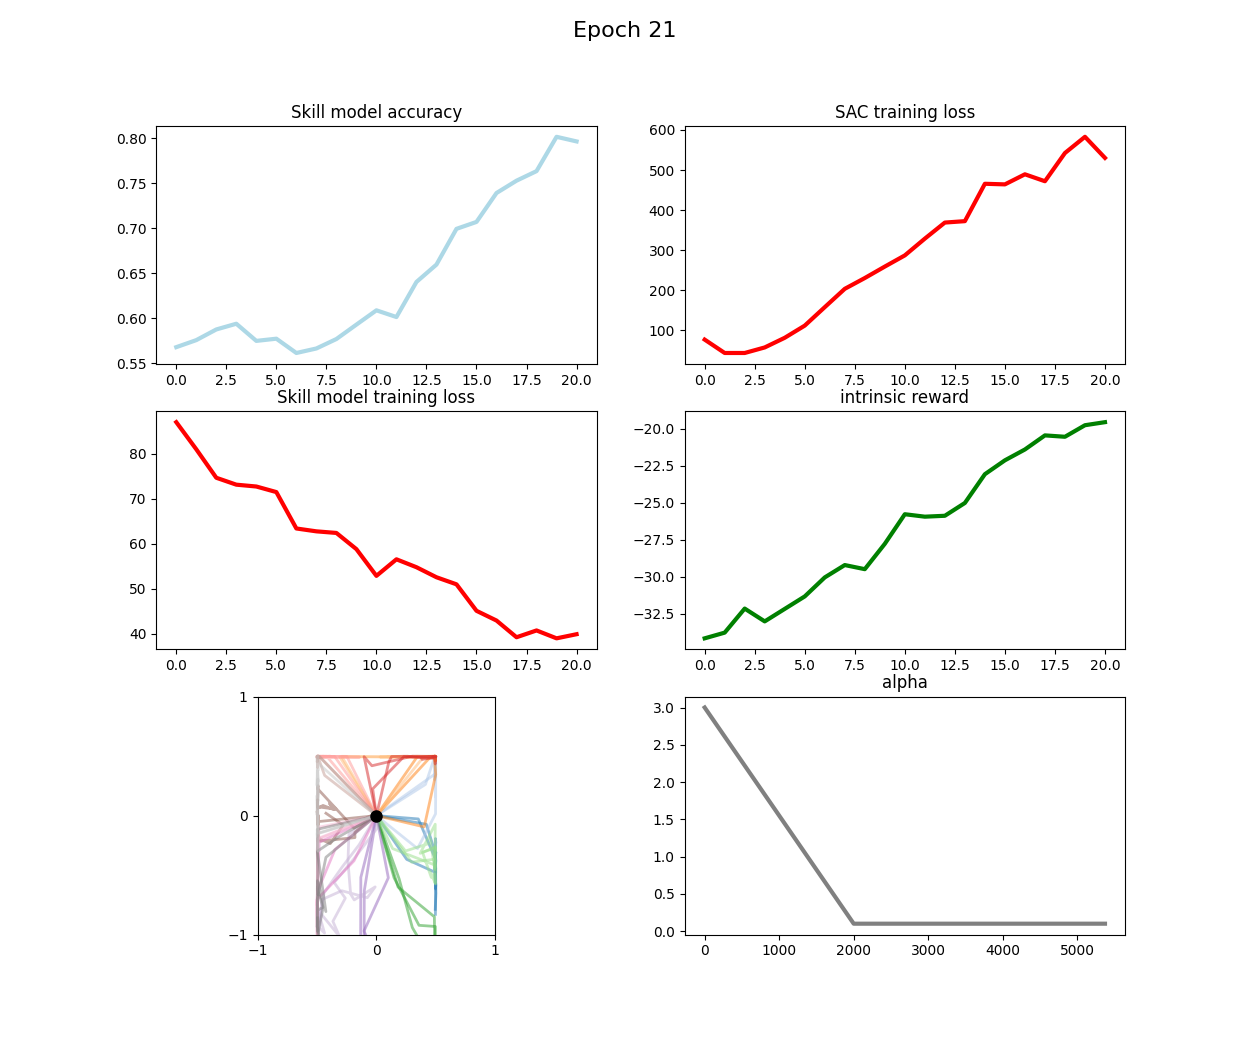 Epoch 21
Skill model accuracy
0.80
0.75
0.70
0.65
0.60
0.55
0.0 2.5 5.0 7.5 10.0 12.5 15.0 17.5 20.0
SAC training loss
600
500
400
300
200
100
0.0 2.5 5.0 7.5 10.0 12.5 15.0 17.5 20.0
Skill model training loss
80
70
60
50
40
0.0 2.5 5.0 7.5 10.0 12.5 15.0 17.5 20.0
intrinsic reward
−20.0
−22.5
−25.0
−27.5
−30.0
−32.5
0.0 2.5 5.0 7.5 10.0 12.5 15.0 17.5 20.0
1
0
−1
−1 0 1
alpha
3.0
2.5
2.0
1.5
1.0
0.5
0.0
0 1000 2000 3000 4000 5000